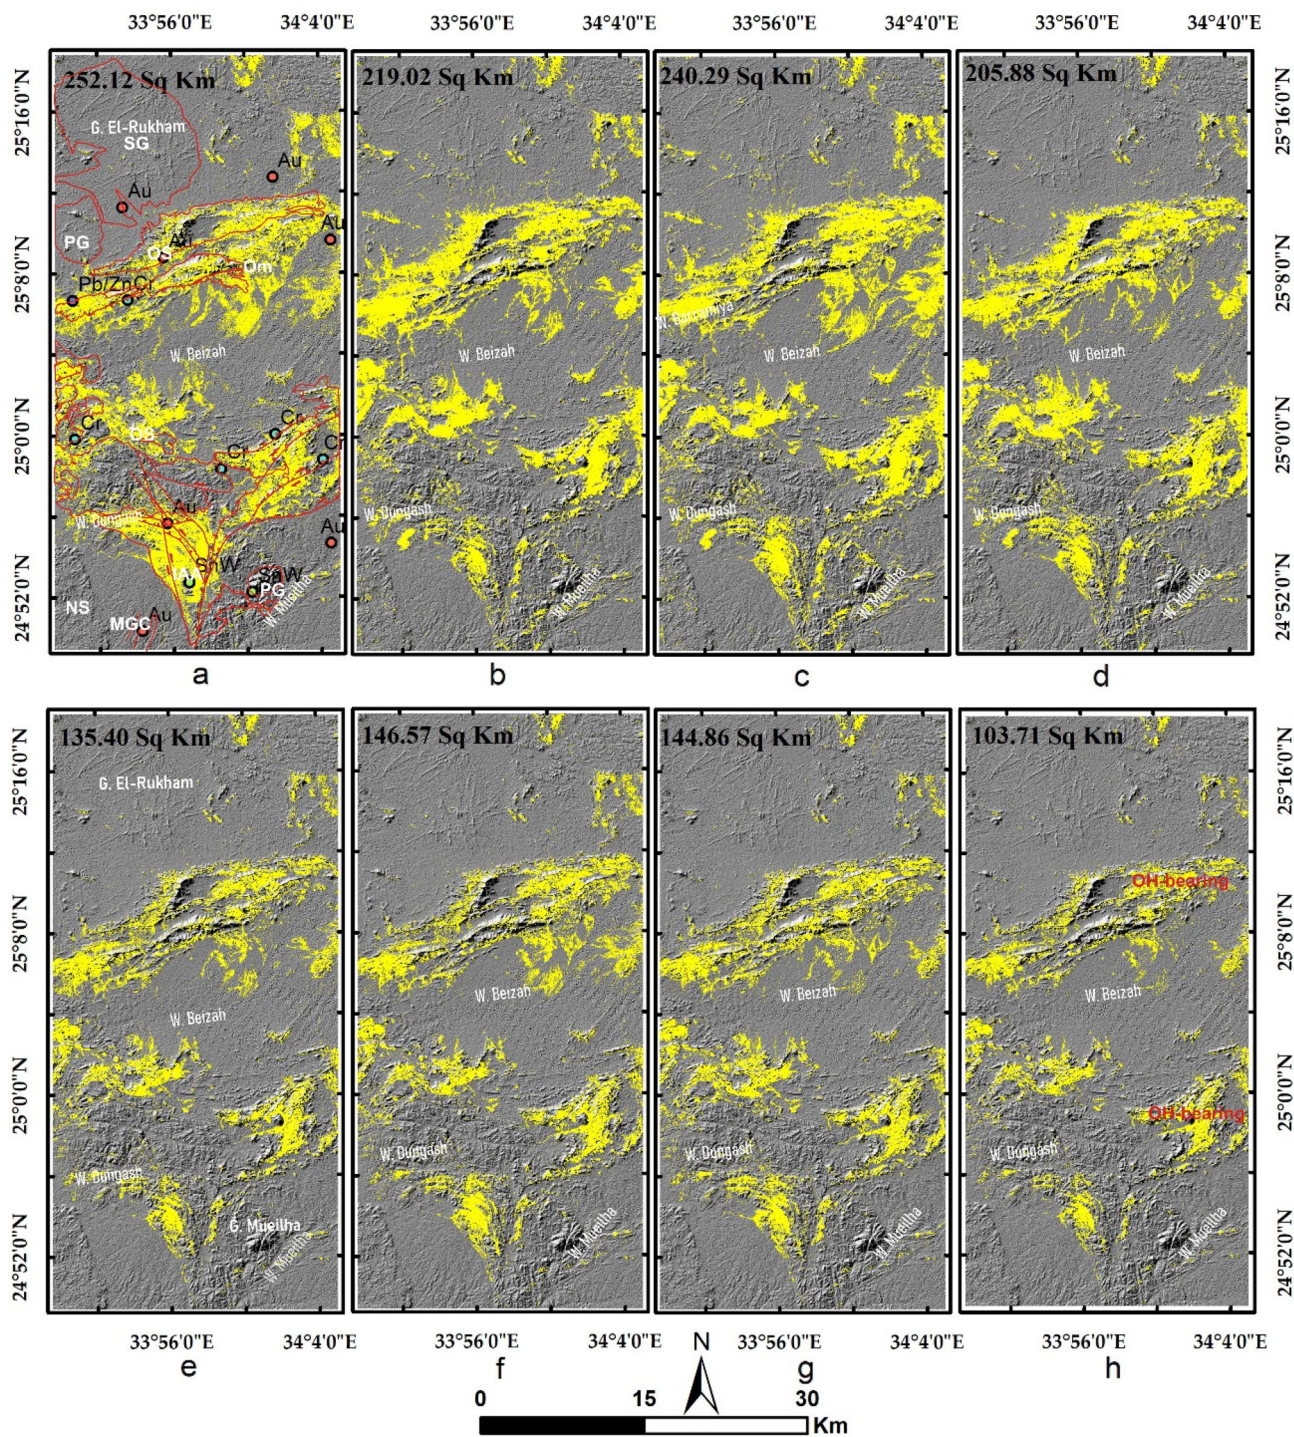 33°56'0"E 34°4'0"E 33°56'0"E 34°4'0"E 33°56'0"E 34°4'0"E
25°16'0"N
25°8'0"N
25°0'0"N
24°52'0"N
252.12 Sq Km
G. El-Rukham
SG
Au
Au
Au
PG
Au
OS
Om
Pb/Zn
Cr
W. Beizah
Cr
Cr
OS
Cr
Cr
Au
W. Dungash
Au
SnW
SnW
PG
NS
W. Mueilha
Au
MGC
a
219.02 Sq Km
W. Beizah
W. Dungash
W. Mueilha
b
240.29 Sq Km
W. Barramiya
W. Beizah
W. Dungash
W. Mueilha
c
205.88 Sq Km
W. Beizah
W. Dungash
W. Mueilha
d
25°16'0"N
25°8'0"N
25°0'0"N
24°52'0"N
25°16'0"N
25°8'0"N
25°0'0"N
24°52'0"N
135.40 Sq Km
G. El-Rukham
W. Beizah
W. Dungash
G. Mueilha
W. Mueilha
e
146.57 Sq Km
W. Beizah
W. Dungash
W. Mueilha
f
144.86 Sq Km
W. Beizah
W. Dungash
W. Mueilha
g
103.71 Sq Km
OH-bearing
W. Beizah
OH-bearing
W. Dungash
W. Mueilha
h
25°16'0"N
25°8'0"N
25°0'0"N
24°52'0"N
33°56'0"E 34°4'0"E 33°56'0"E 34°4'0"E 33°56'0"E 34°4'0"E 33°56'0"E 34°4'0"E
N
0 15 30
Km